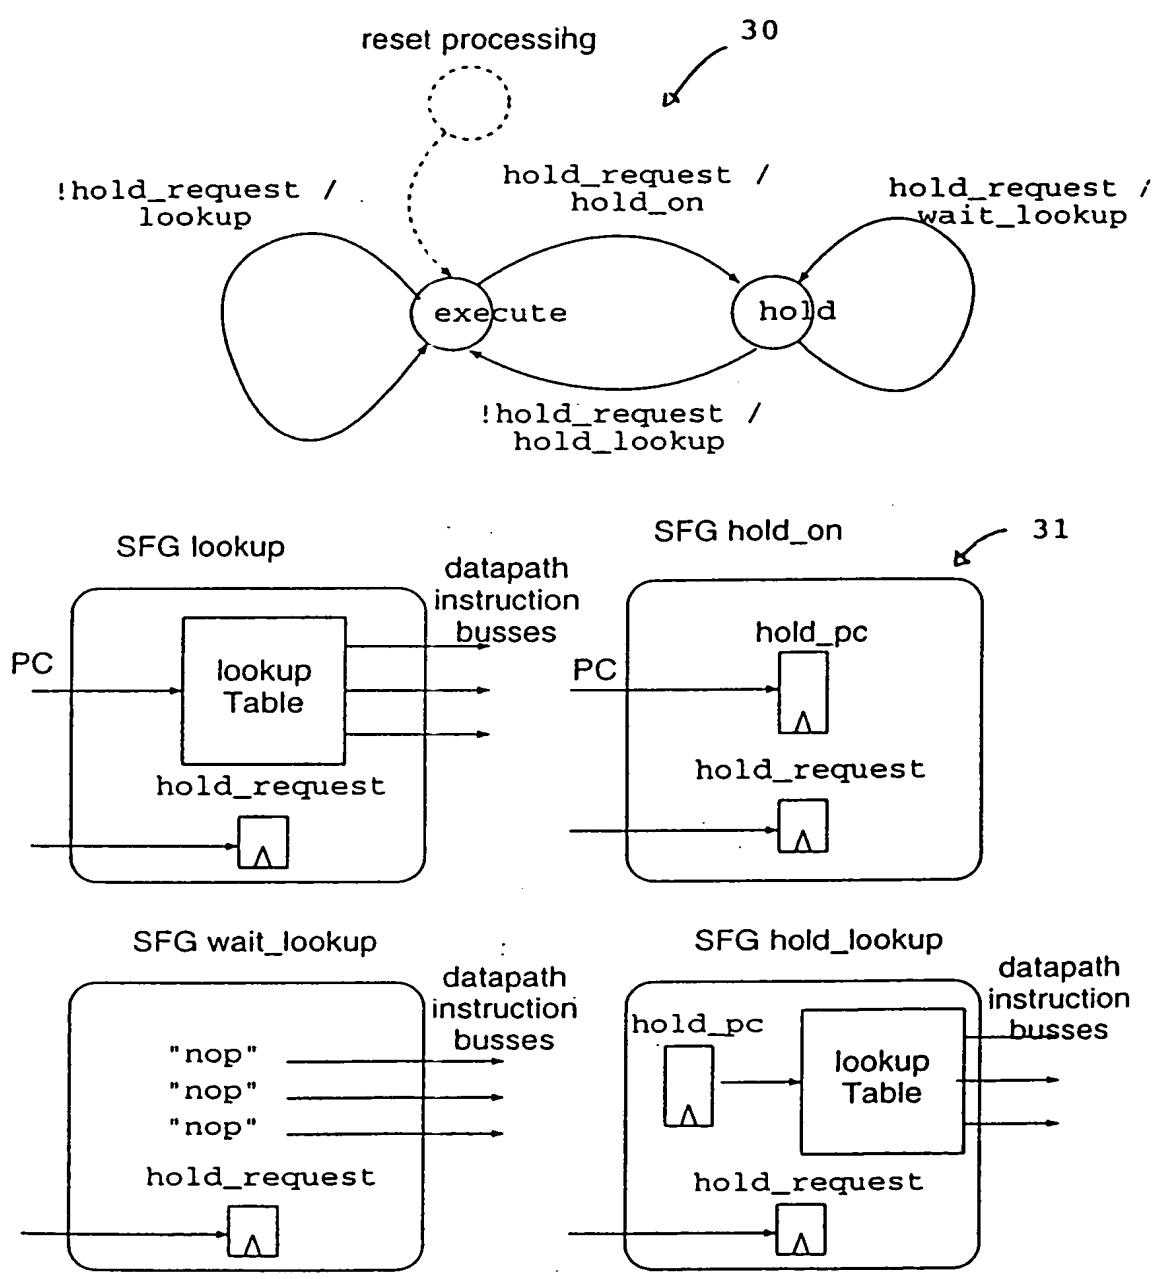 reset processihg
30
!hold_request /
lookup
hold_request /
hold_on
hold_request /
wait_lookup
execute
hold
!hold_request /
hold_lookup
SFG lookup
datapath
instruction
busses
PC
lookup
Table
hold_request
SFG hold_on
31
hold_pc
PC
hold_request
SFG wait_lookup
datapath
instruction
busses
"nop"
"nop"
"nop"
hold_request
SFG hold_lookup
datapath
instruction
busses
hold_pc
lookup
Table
hold_request